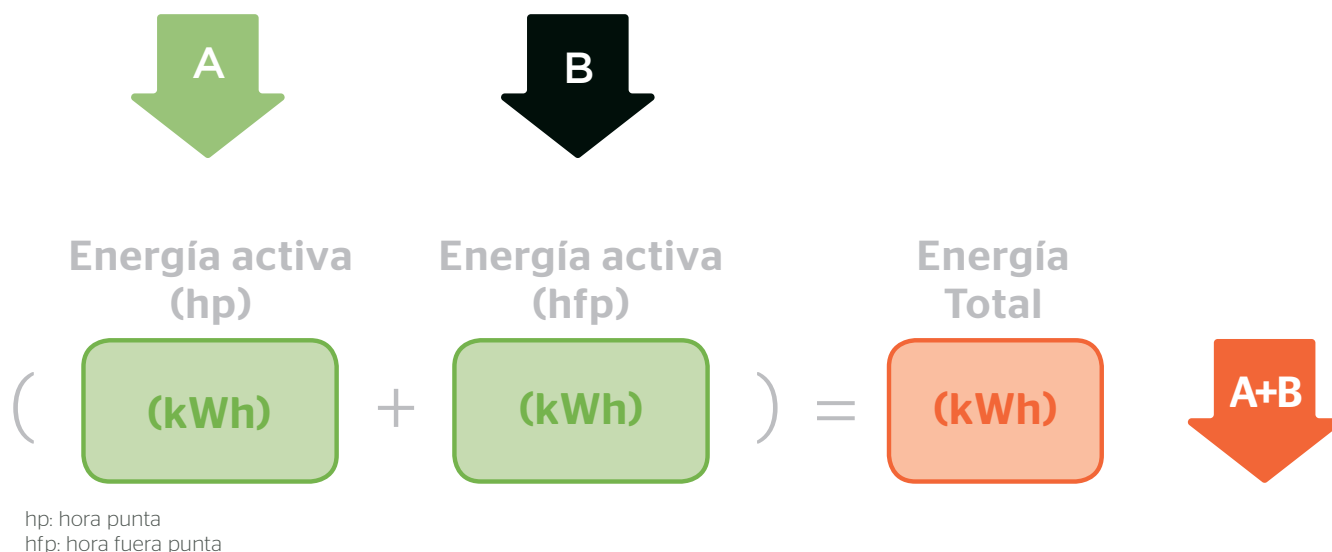 A
B
Energía activa
(hp)
Energía activa
(hfp)
Energía
Total
( (kWh) + (kWh) ) = (kWh)
A+B
hp: hora punta
hfp: hora fuera punta